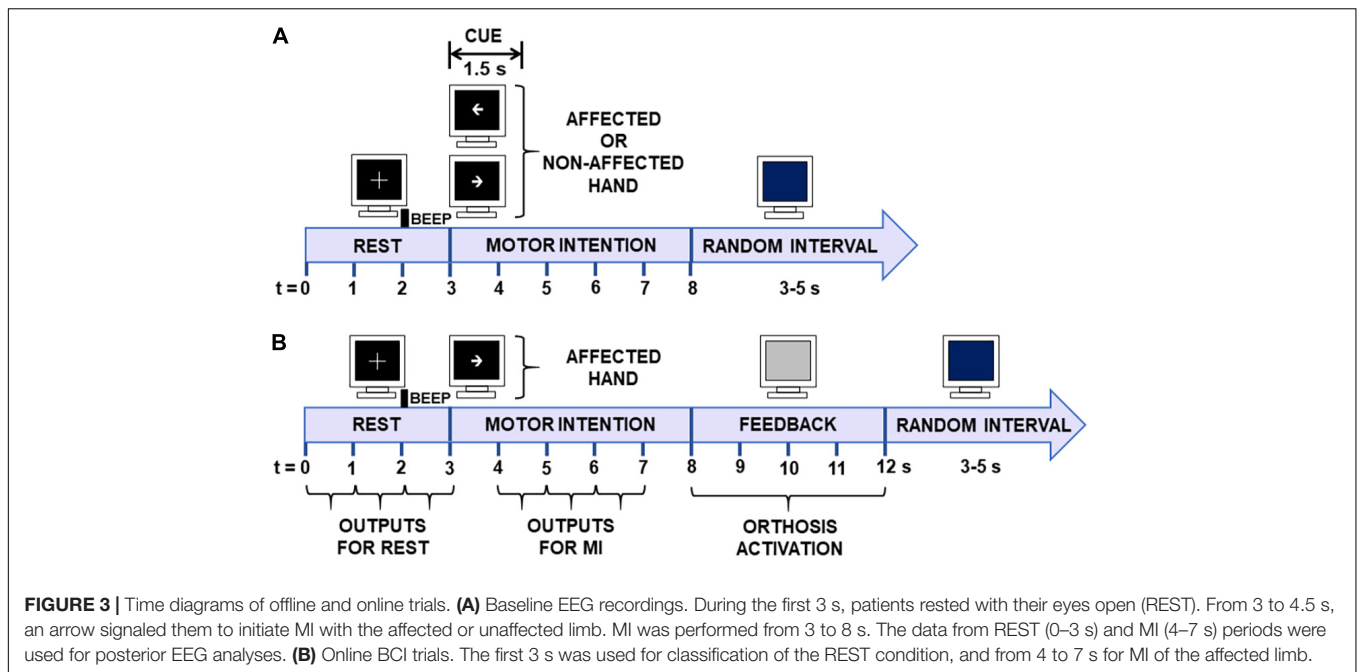 A
CUE
1.5 s
AFFECTED
OR
NON-AFFECTED
HAND
BEEP
REST MOTOR INTENTION RANDOM INTERVAL
t = 0 1 2 3 4 5 6 7 8 3-5 s
B
AFFECTED
HAND
BEEP
REST MOTOR INTENTION FEEDBACK RANDOM INTERVAL
t = 0 1 2 3 4 5 6 7 8 9 10 11 12 s 3-5 s
OUTPUTS
FOR REST
OUTPUTS
FOR MI
ORTHOSIS
ACTIVATION
FIGURE 3 | Time diagrams of offline and online trials. (A) Baseline EEG recordings. During the first 3 s, patients rested with their eyes open (REST). From 3 to 4.5 s,
an arrow signaled them to initiate MI with the affected or unaffected limb. MI was performed from 3 to 8 s. The data from REST (0–3 s) and MI (4–7 s) periods were
used for posterior EEG analyses. (B) Online BCI trials. The first 3 s was used for classification of the REST condition, and from 4 to 7 s for MI of the affected limb.